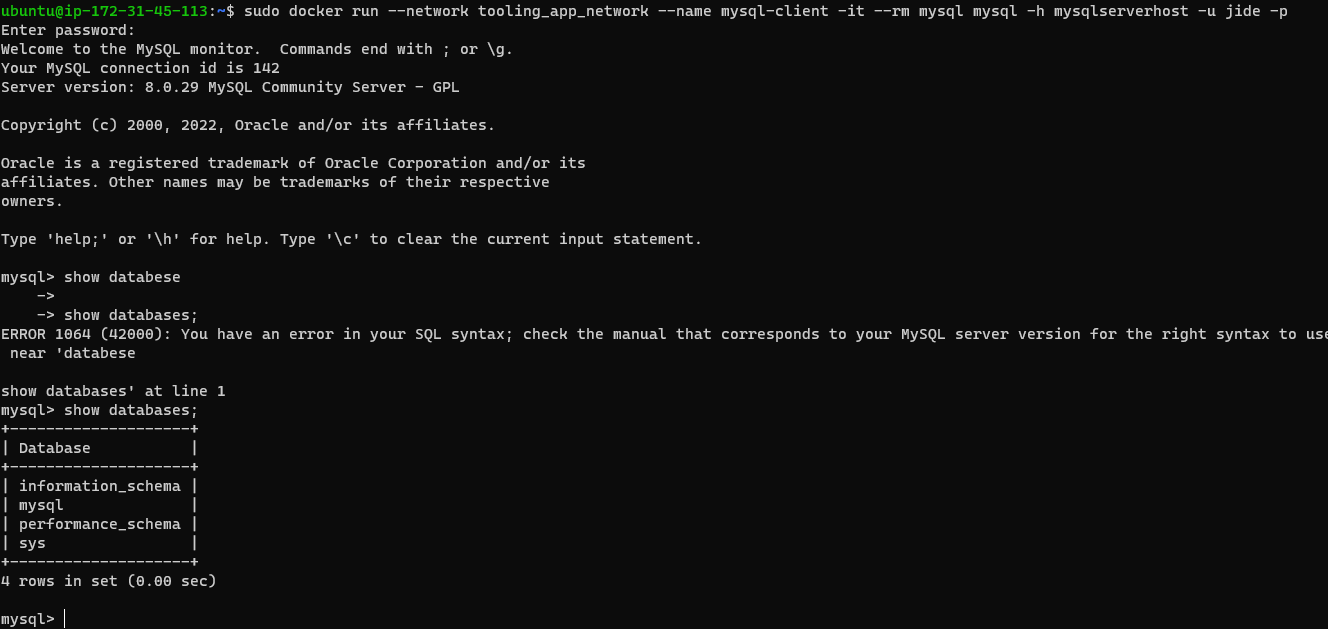 ubuntu@ip-172-31-45-113:~$ sudo docker run --network tooling_app_network --name mysql-client -it --rm mysql mysql -h mysqlserverhost -u jide -p
Enter password:
Welcome to the MySQL monitor.  Commands end with ; or \g.
Your MySQL connection id is 142
Server version: 8.0.29 MySQL Community Server - GPL

Copyright (c) 2000, 2022, Oracle and/or its affiliates.

Oracle is a registered trademark of Oracle Corporation and/or its
affiliates. Other names may be trademarks of their respective
owners.

Type 'help;' or '\h' for help. Type '\c' to clear the current input statement.

mysql> show databese
    ->
    -> show databases;
ERROR 1064 (42000): You have an error in your SQL syntax; check the manual that corresponds to your MySQL server version for the right syntax to use
 near 'databese

show databases' at line 1
mysql> show databases;
+--------------------+
| Database           |
+--------------------+
| information_schema |
| mysql              |
| performance_schema |
| sys                |
+--------------------+
4 rows in set (0.00 sec)

mysql>